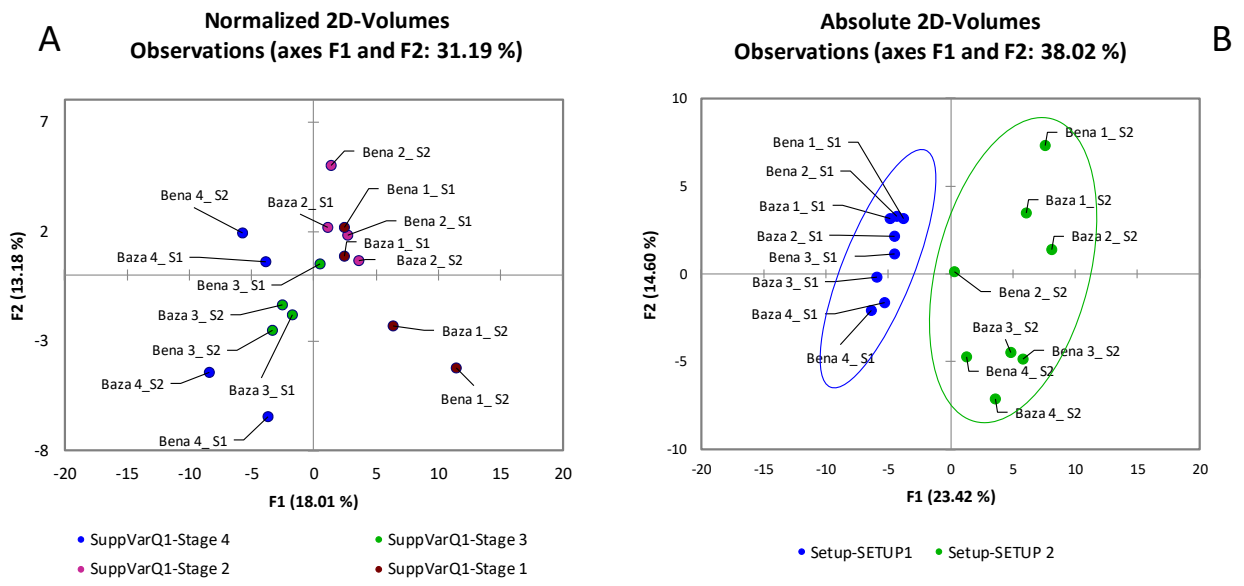 A
Normalized 2D-Volumes
Observations (axes F1 and F2: 31.19 %)
7
2
-3
-8
F2 (13.18 %)
Bena 2_ S2
Bena 4_ S2
Baza 2_S1
Bena 1_ S1
Bena 2_ S1
Baza 4_ S1
Baza 1_ S1
Baza 2_ S2
Bena 3_ S1
Baza 3_ S2
Baza 1_ S2
Bena 3_ S2
Baza 4_ S2
Baza 3_ S1
Bena 1_ S2
Bena 4_ S1
-20 -15 -10 -5 0 5 10 15 20
F1 (18.01 %)
SuppVarQ1-Stage 4
SuppVarQ1-Stage 3
SuppVarQ1-Stage 2
SuppVarQ1-Stage 1
B
Absolute 2D-Volumes
Observations (axes F1 and F2: 38.02 %)
10
5
0
-5
-10
F2 (14.60 %)
Bena 1_ S1
Bena 1_ S2
Bena 2_ S1
Baza 1_ S1
Baza 1_ S2
Baza 2_ S1
Baza 2_ S2
Bena 3_ S1
Baza 3_ S1
Bena 2_ S2
Baza 4_ S1
Baza 3_ S2
Bena 3_ S2
Bena 4_ S1
Bena 4_ S2
Baza 4_ S2
-20 -15 -10 -5 0 5 10 15 20
F1 (23.42 %)
Setup-SETUP1
Setup-SETUP 2